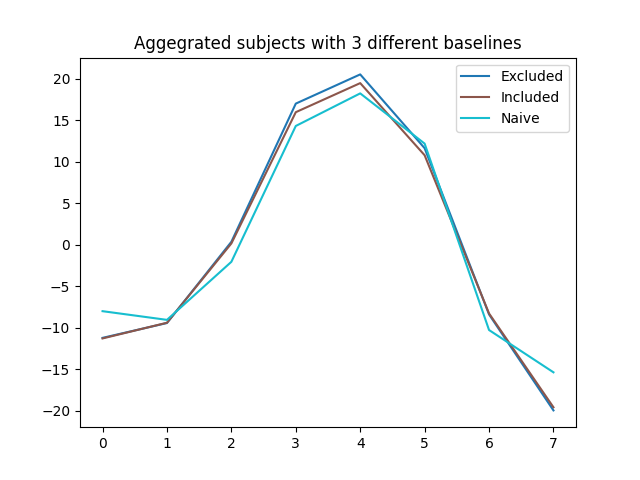 Aggegrated subjects with 3 different baselines
Excluded
Included
Naive
20
15
10
5
0
−5
−10
−15
−20
0 1 2 3 4 5 6 7